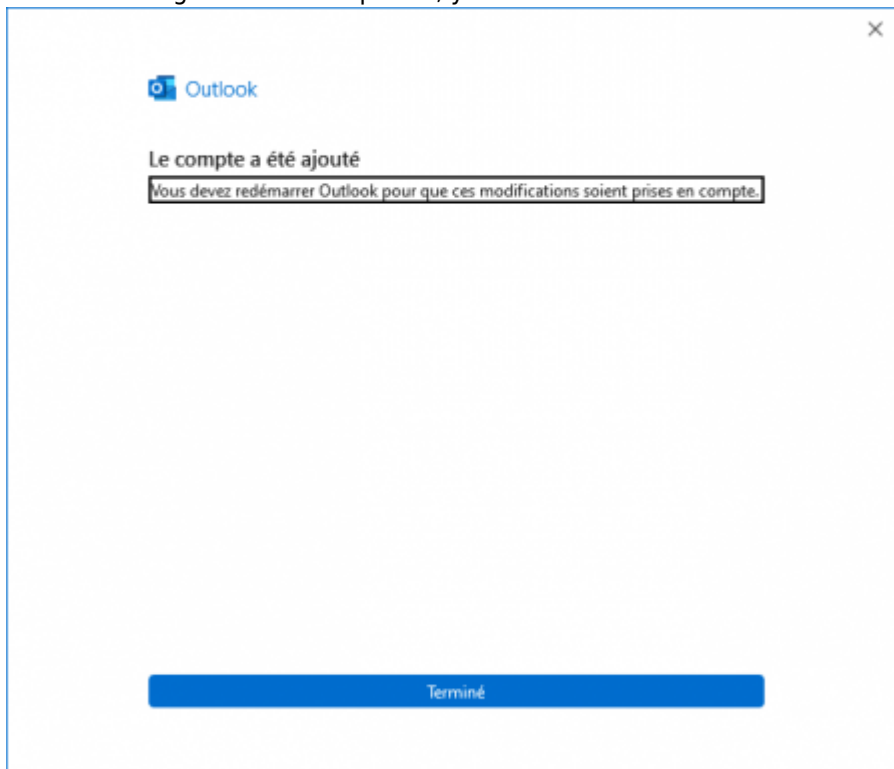 Outlook
Le compte a été ajouté
Vous devez redémarrer Outlook pour que ces modifications soient prises en compte.
Terminé